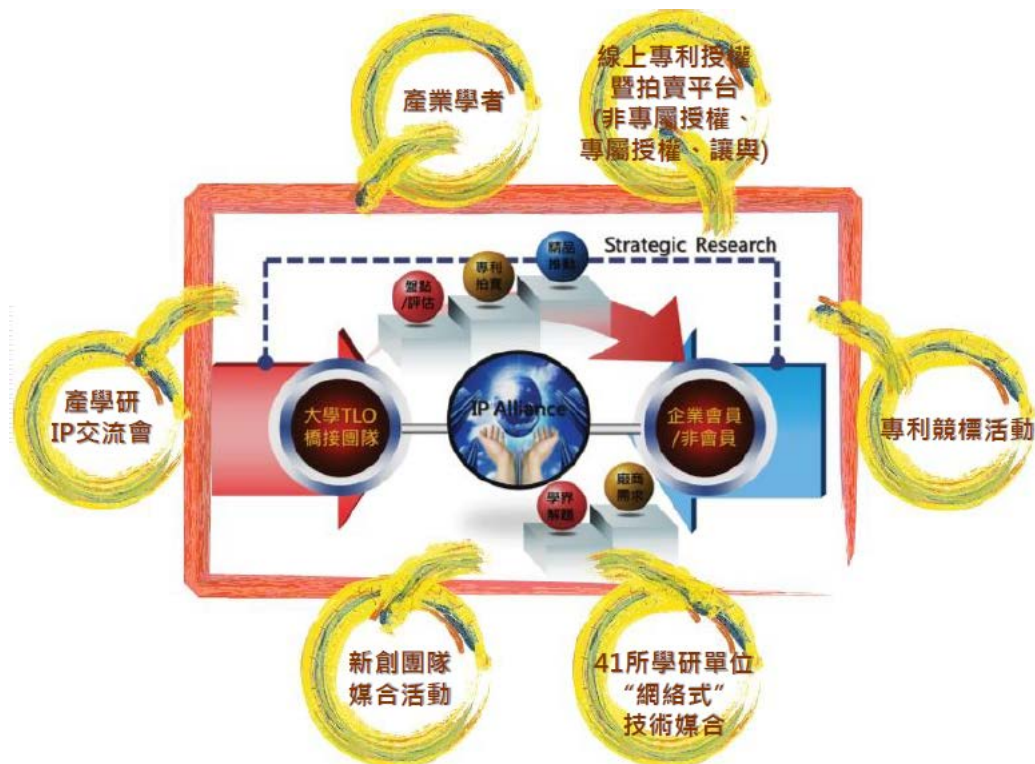 產業學者
線上專利授權
暨拍賣平台
(非專屬授權、
專屬授權、讓與)
Strategic Research
盤點
/評估
專利
拍賣
精品
推動
產學研
IP交流會
大學TLO
橋接團隊
IP Alliance
企業會員
/非會員
專利競標活動
學界
解題
廠商
需求
新創團隊
媒合活動
41所學研單位
“網絡式”
技術媒合